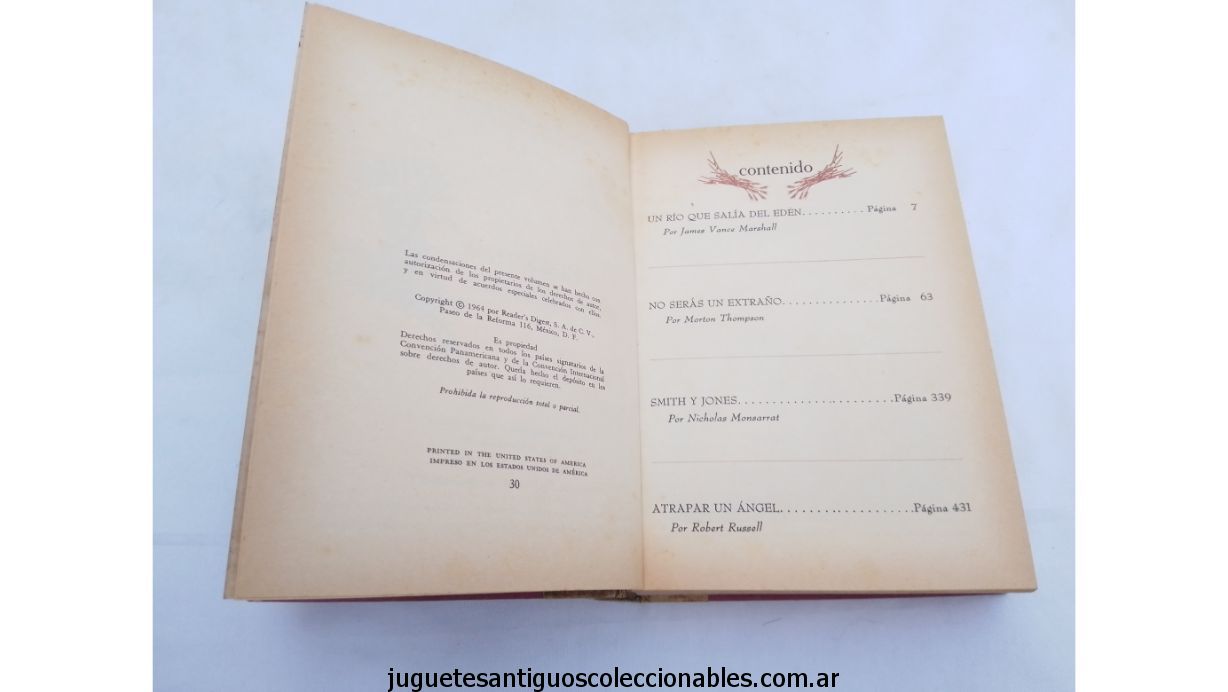 Las condensaciones del presente volumen se han hecho con
autorización de los propietarios de los derechos de autor,
y en virtud de acuerdos especiales celebrados con ellos.
Copyright © 1964 por Reader's Digest, S. A. de C. V.,
Paseo de la Reforma 116, México, D. F.
Es propiedad
Derechos reservados en todos los países signatarios de la
Convención Panamericana y de la Convención Internacional
sobre derechos de autor. Queda hecho el depósito en los
países que así lo requieren.
Prohibida la reproducción total o parcial.
PRINTED IN THE UNITED STATES OF AMERICA
IMPRESO EN LOS ESTADOS UNIDOS DE AMÉRICA
30
contenido
UN RÍO QUE SALÍA DEL EDÉN. . . . . . . . . . Página 7
Por James Vance Marshall
NO SERÁS UN EXTRAÑO. . . . . . . . . . . . . . . Página 63
Por Morton Thompson
SMITH Y JONES. . . . . . . . . . . . . . . . . . . . . . . Página 339
Por Nicholas Monsarrat
ATRAPAR UN ÁNGEL. . . . . . . . . . . . . . . . . . . Página 431
Por Robert Russell
juguetesantiguoscoleccionables.com.ar